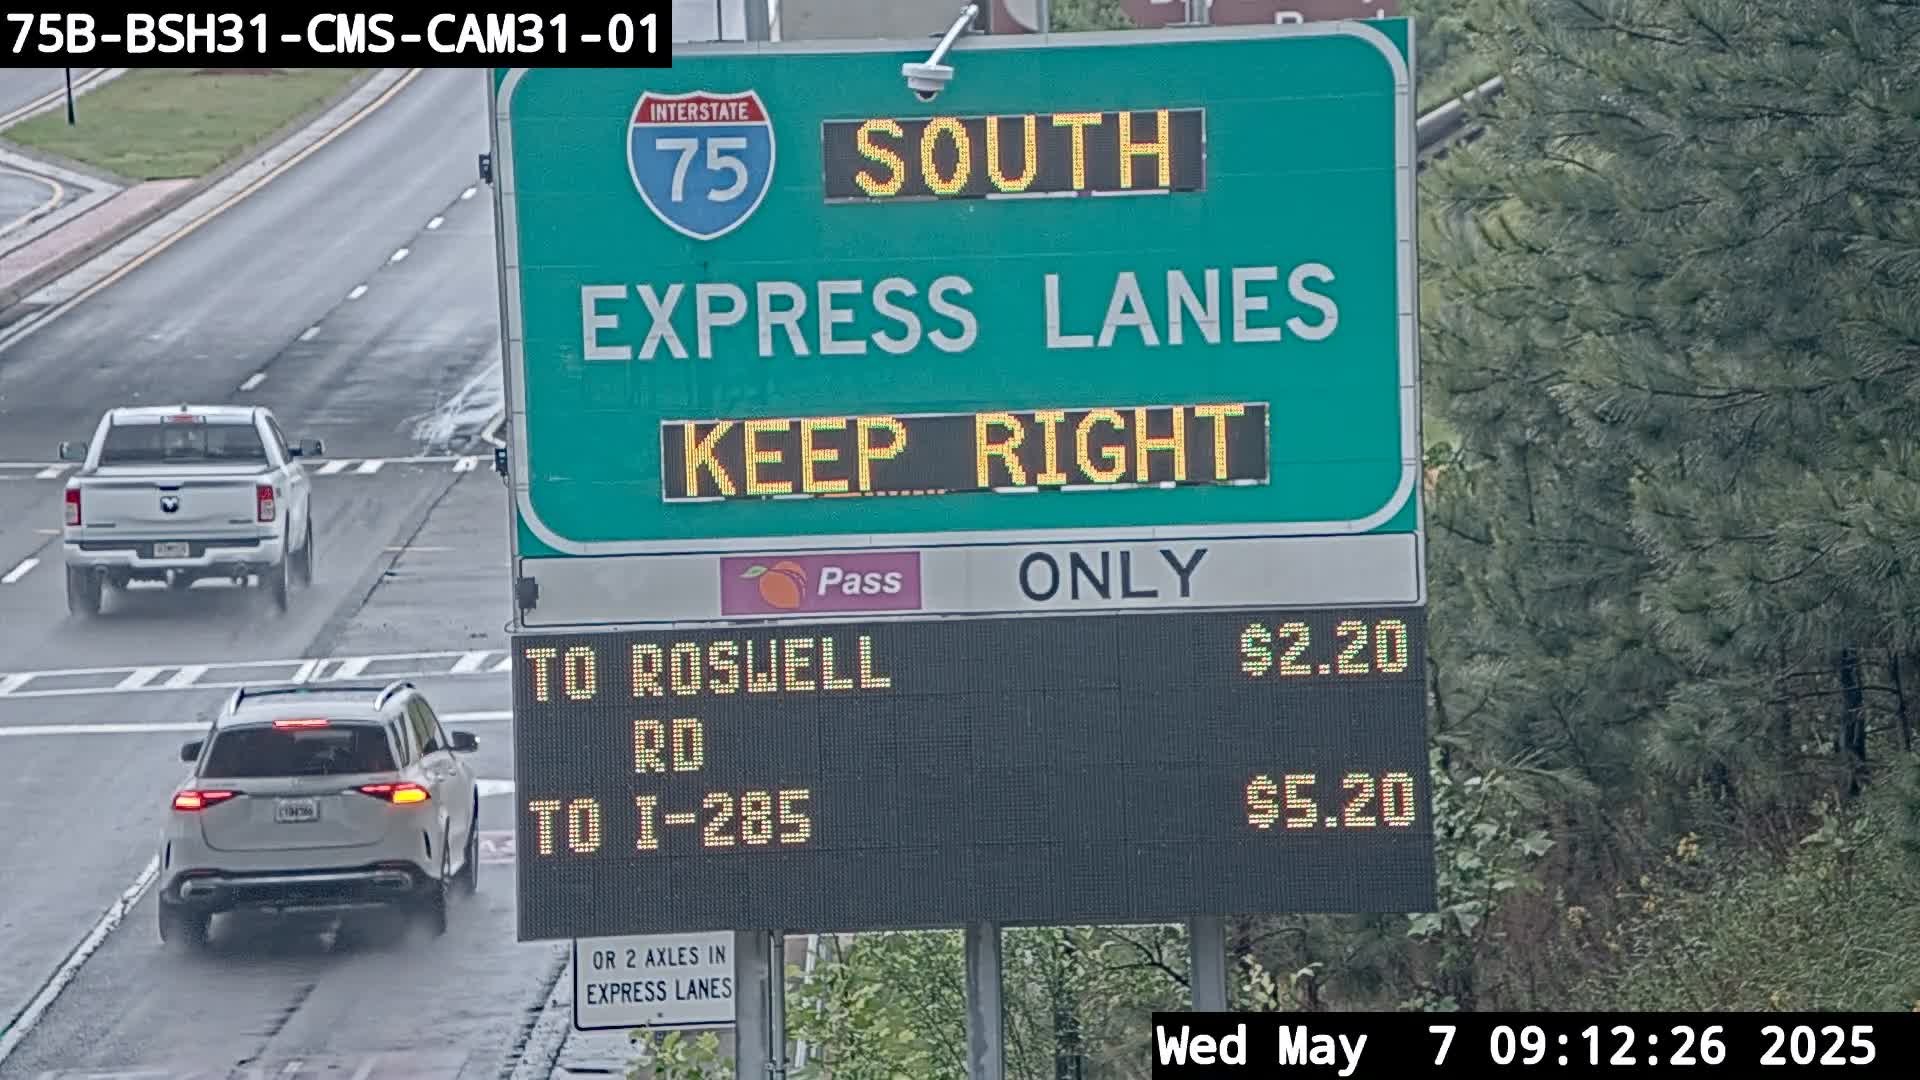 75B-BSH31-CMS-CAM31-01
INTERSTATE
75
SOUTH
EXPRESS LANES
KEEP RIGHT
Pass ONLY
TO ROSWELL $2.20
RD
TO I-285 $5.20
OR 2 AXLES IN
EXPRESS LANES
Wed May 7 09:12:26 2025